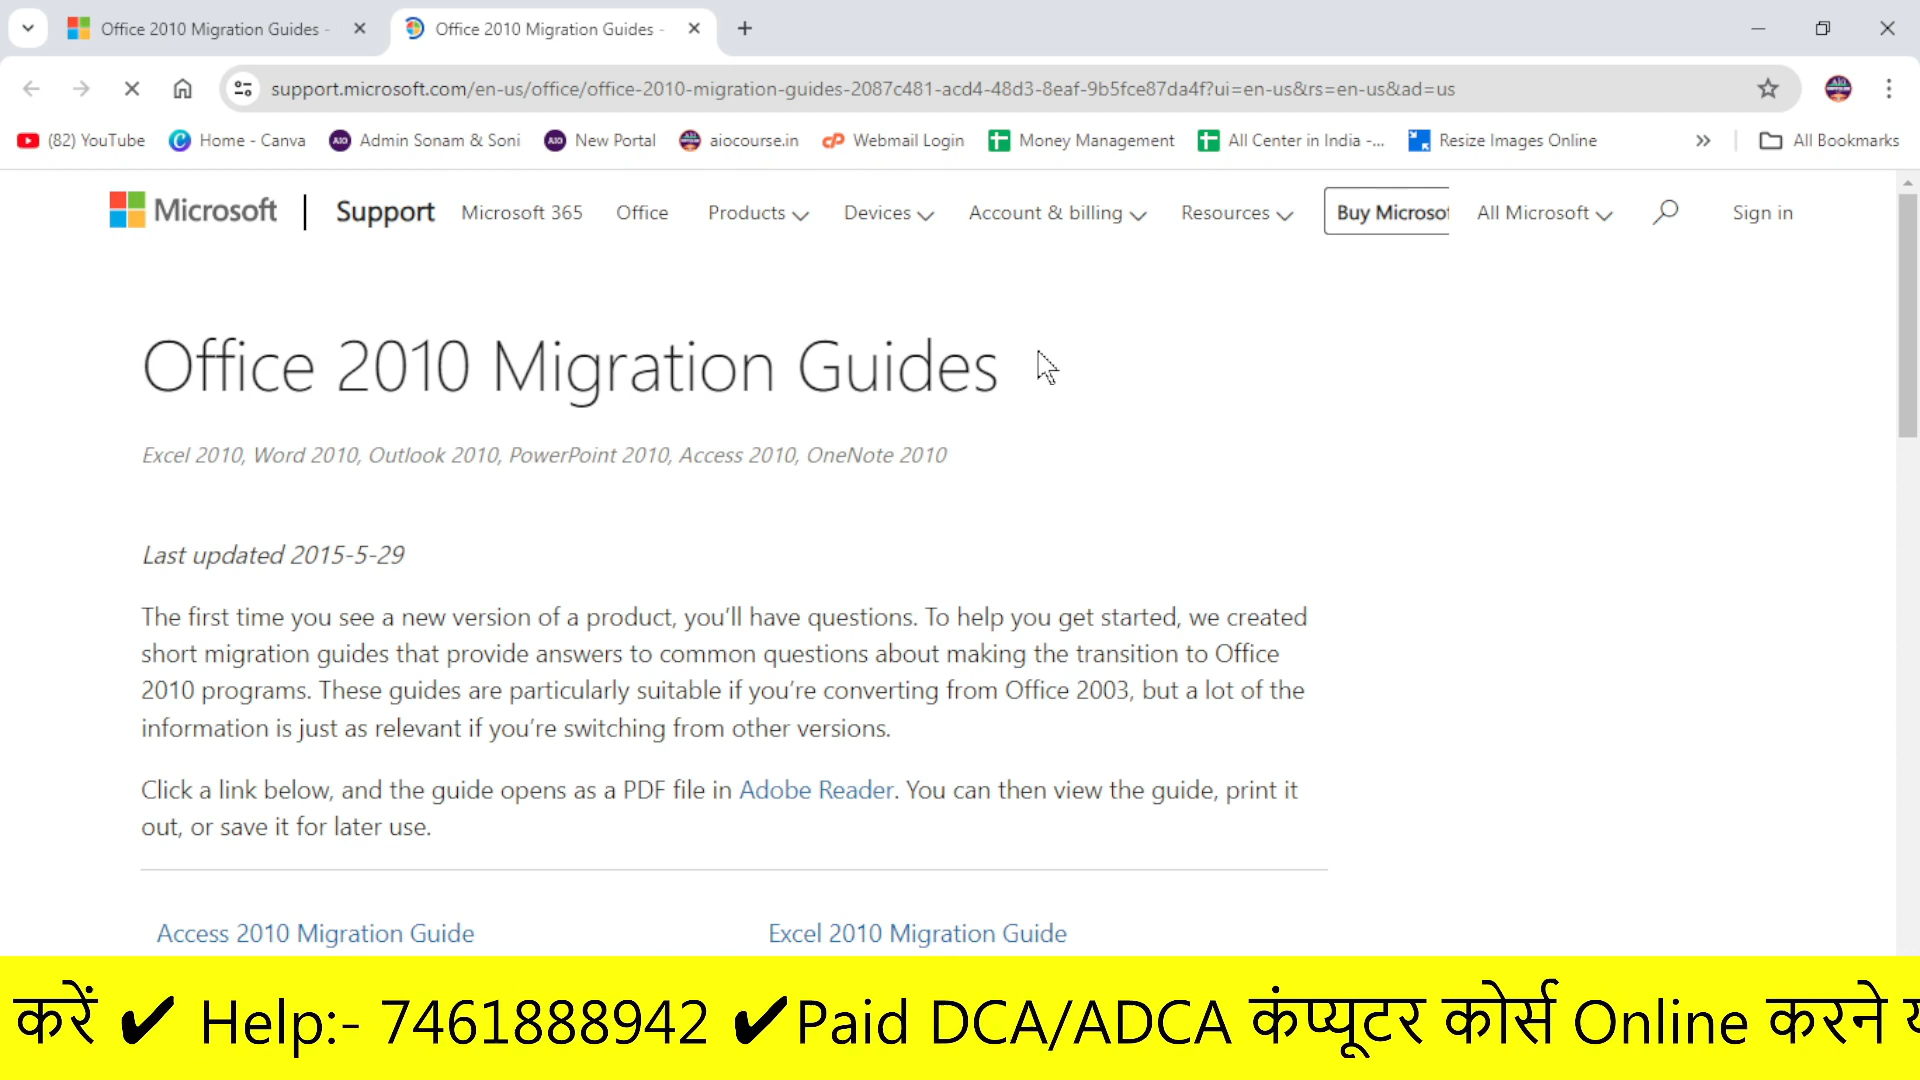 Office 2010 Migration Guides -
Office 2010 Migration Guides -
support.microsoft.com/en-us/office/office-2010-migration-guides-2087c481-acd4-48d3-8eaf-9b5fce87da4f?ui=en-us&rs=en-us&ad=us
(82) YouTube
Home - Canva
Admin Sonam & Soni
New Portal
aiocourse.in
Webmail Login
Money Management
All Center in India -...
Resize Images Online
All Bookmarks
Microsoft
Support
Microsoft 365
Office
Products
Devices
Account & billing
Resources
Buy Microsof
All Microsoft
Sign in
Office 2010 Migration Guides
Excel 2010, Word 2010, Outlook 2010, PowerPoint 2010, Access 2010, OneNote 2010
Last updated 2015-5-29
The first time you see a new version of a product, you’ll have questions. To help you get started, we created
short migration guides that provide answers to common questions about making the transition to Office
2010 programs. These guides are particularly suitable if you’re converting from Office 2003, but a lot of the
information is just as relevant if you’re switching from other versions.
Click a link below, and the guide opens as a PDF file in Adobe Reader. You can then view the guide, print it
out, or save it for later use.
Access 2010 Migration Guide
Excel 2010 Migration Guide
करें ✔ Help:- 7461888942 ✔Paid DCA/ADCA कंप्यूटर कोर्स Online करने